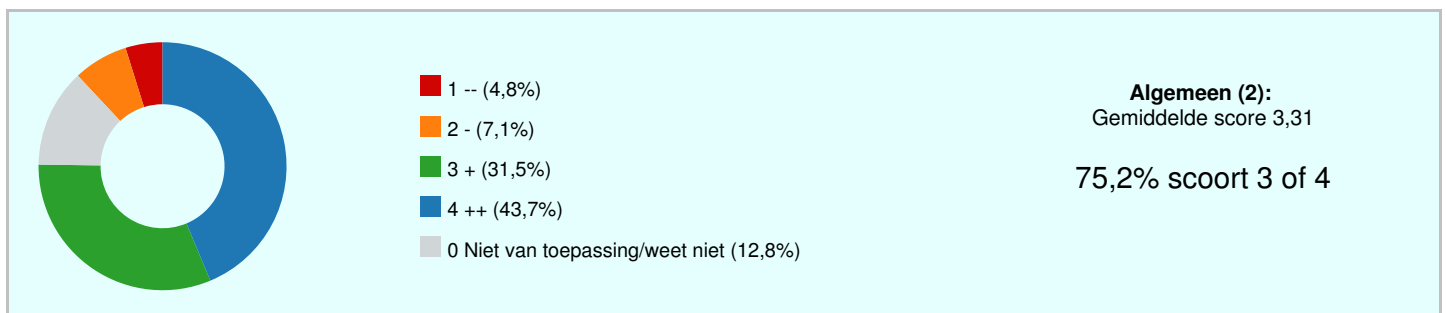 1 -- (4,8%)
2 - (7,1%)
3 + (31,5%)
4 ++ (43,7%)
0 Niet van toepassing/weet niet (12,8%)
Algemeen (2):
Gemiddelde score 3,31
75,2% scoort 3 of 4